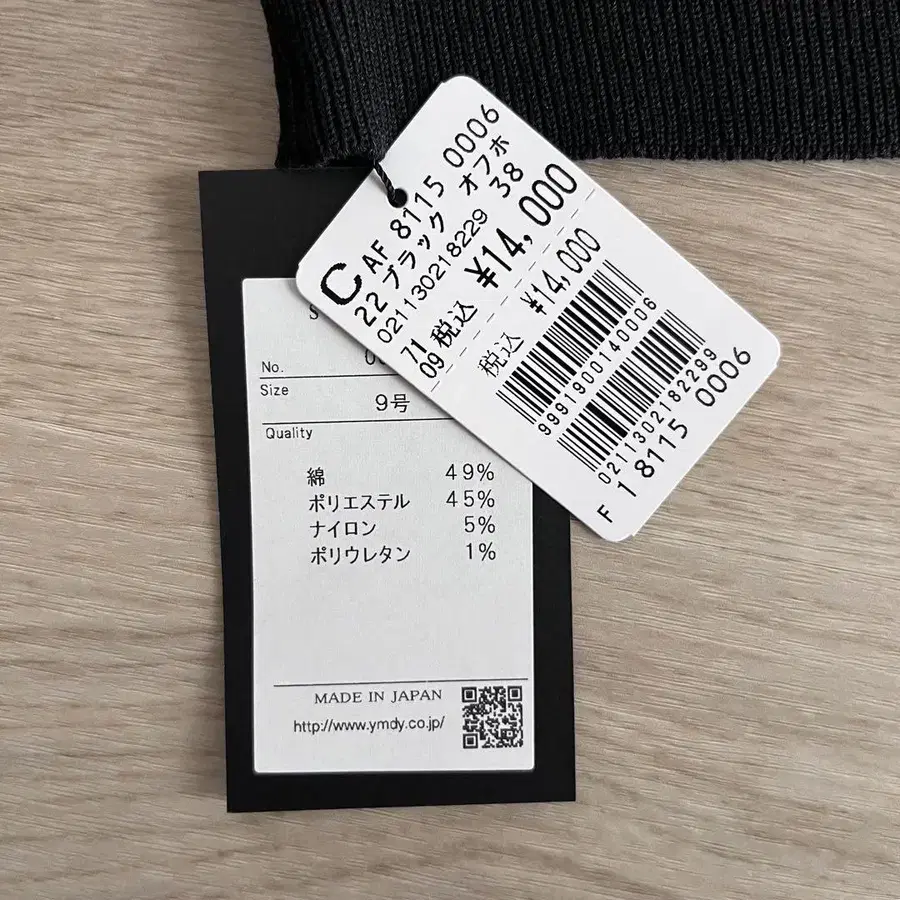 C AF 8115 0006
22 ブラック オフホ
021130218229 38
71
09 税込 ¥14,000
税込 ¥14,000
9991900140006
0211302182299
F 18115 0006
No.
Size
9号
Quality
綿 49%
ポリエステル 45%
ナイロン 5%
ポリウレタン 1%
MADE IN JAPAN
http://www.ymdy.co.jp/